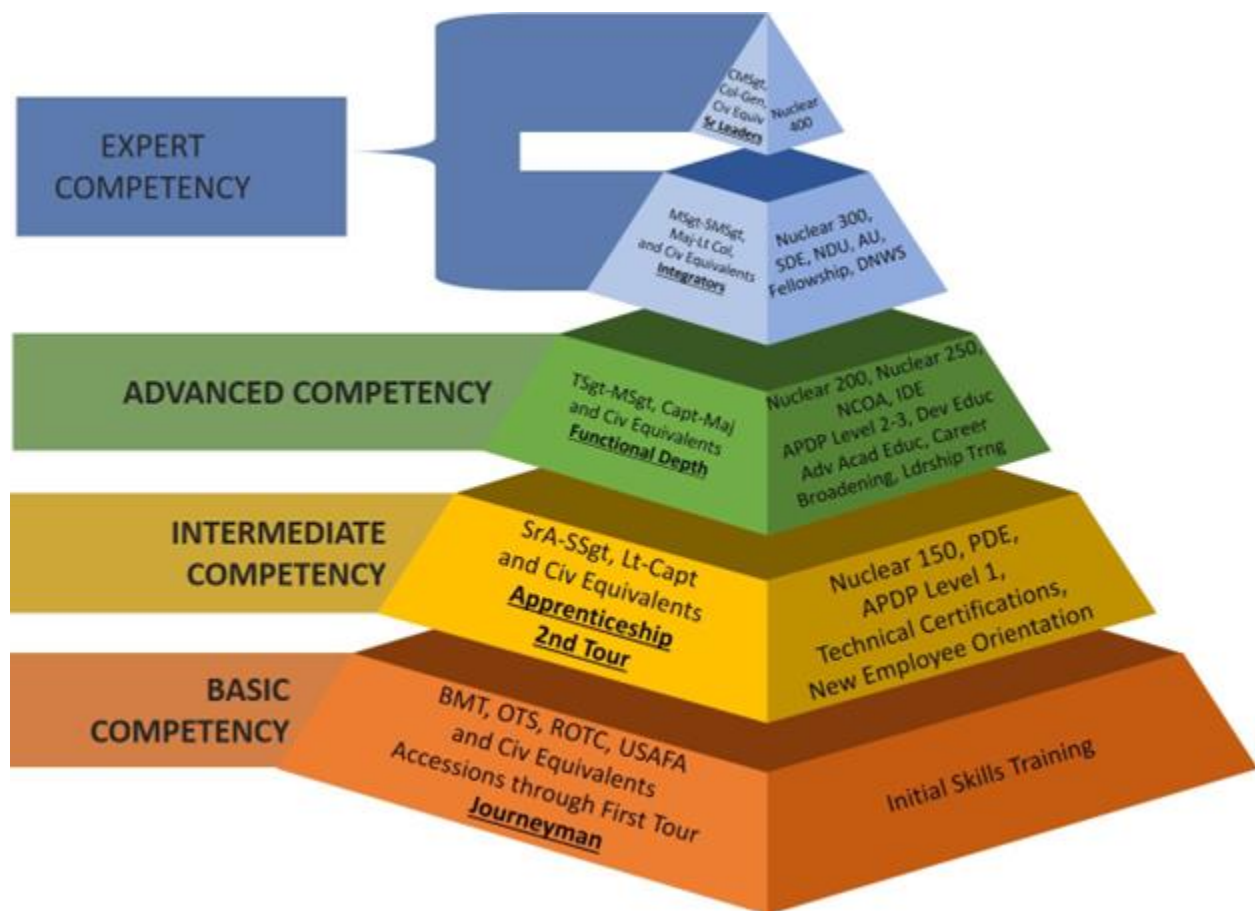 EXPERT
COMPETENCY
CMSgt,
Col-Gen,
Civ Equiv
Sr Leaders
Nuclear
400
MSgt-SMSgt,
Maj-Lt Col,
and Civ Equivalents
Integrators
Nuclear 300,
SDE, NDU, AU,
Fellowship, DNWS
ADVANCED COMPETENCY
TSgt-MSgt, Capt-Maj
and Civ Equivalents
Functional Depth
Nuclear 200, Nuclear 250,
NCOA, IDE
APDP Level 2-3, Dev Educ
Adv Acad Educ, Career
Broadening, Ldrship Trng
INTERMEDIATE
COMPETENCY
SrA-SSgt, Lt-Capt
and Civ Equivalents
Apprenticeship
2nd Tour
Nuclear 150, PDE,
APDP Level 1,
Technical Certifications,
New Employee Orientation
BASIC
COMPETENCY
BMT, OTS, ROTC, USAFA
and Civ Equivalents
Accessions through First Tour
Journeyman
Initial Skills Training